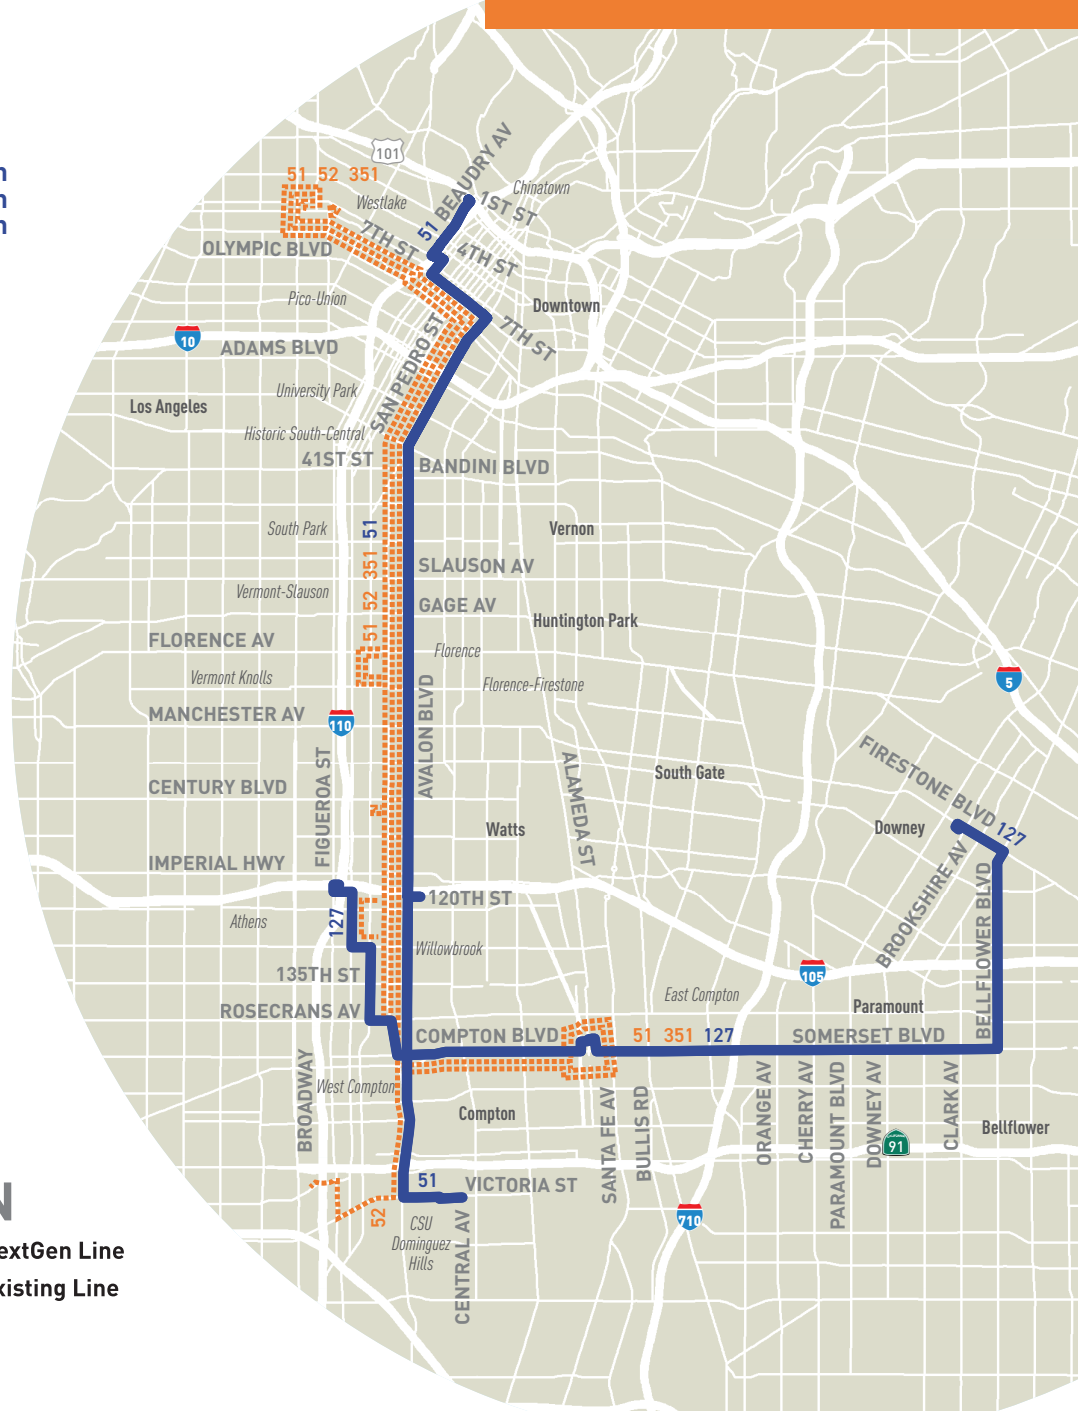 n
n
n
101
51 52 351
Westlake
BEAUDRY AV
51
1ST ST
Chinatown
7TH ST
4TH ST
OLYMPIC BLVD
Pico-Union
Downtown
10
ADAMS BLVD
SAN PEDRO ST
7TH ST
University Park
Los Angeles
Historic South-Central
41ST ST
BANDINI BLVD
South Park
51 52 351 51
Vernon
SLAUSON AV
Vermont-Slauson
GAGE AV
Huntington Park
FLORENCE AV
Florence
Vermont Knolls
Florence-Firestone
5
MANCHESTER AV
110
AVALON BLVD
FIGUEROA ST
ALAMEDA ST
South Gate
FIRESTONE BLVD
127
CENTURY BLVD
Watts
Downey
IMPERIAL HWY
BROOKSHIRE AV
BELLFLOWER BLVD
120TH ST
Athens
127
Willowbrook
135TH ST
105
East Compton
Paramount
ROSECRANS AV
COMPTON BLVD
51 351 127
SOMERSET BLVD
BROADWAY
West Compton
Compton
SANTA FE AV
BULLIS RD
ORANGE AV
CHERRY AV
PARAMOUNT BLVD
DOWNEY AV
CLARK AV
Bellflower
91
51
VICTORIA ST
52
CSU
Dominguez
Hills
CENTRAL AV
710
N
extGen Line
xisting Line